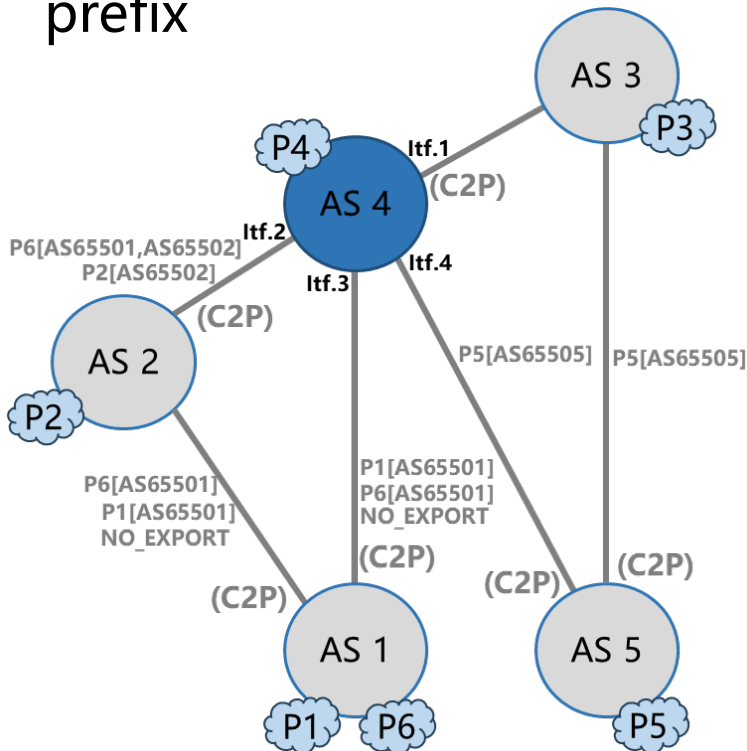 prefix
AS 3
P3
P4
Itf.1
(C2P)
AS 4
Itf.2
P6[AS65501,AS65502]
P2[AS65502]
Itf.4
Itf.3
(C2P)
AS 2
P5[AS65505]
P5[AS65505]
P2
P1[AS65501]
P6[AS65501]
NO_EXPORT
P6[AS65501]
P1[AS65501]
NO_EXPORT
(C2P)
(C2P)
(C2P)
(C2P)
AS 1
AS 5
P1
P6
P5